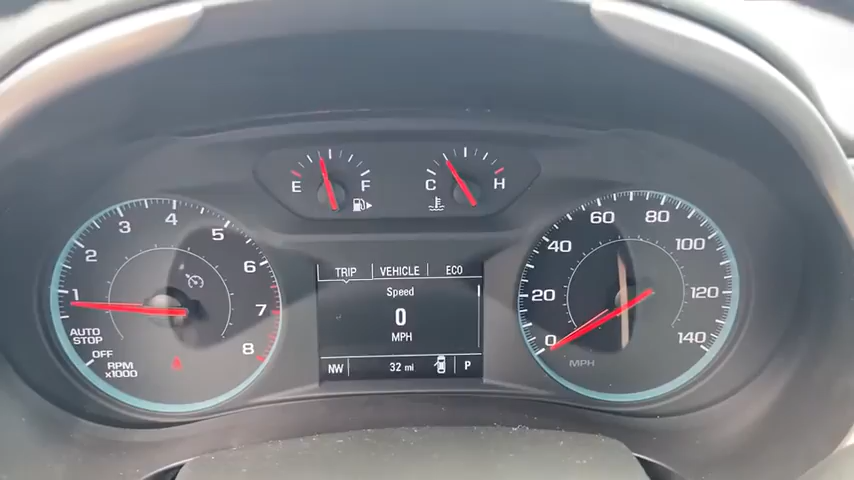 E F
C H
1 2 3 4 5 6 7 8
AUTO
STOP
OFF
RPM
x1000
TRIP VEHICLE ECO
Speed
0
MPH
NW 32 mi P
0 20 40 60 80 100 120 140
MPH